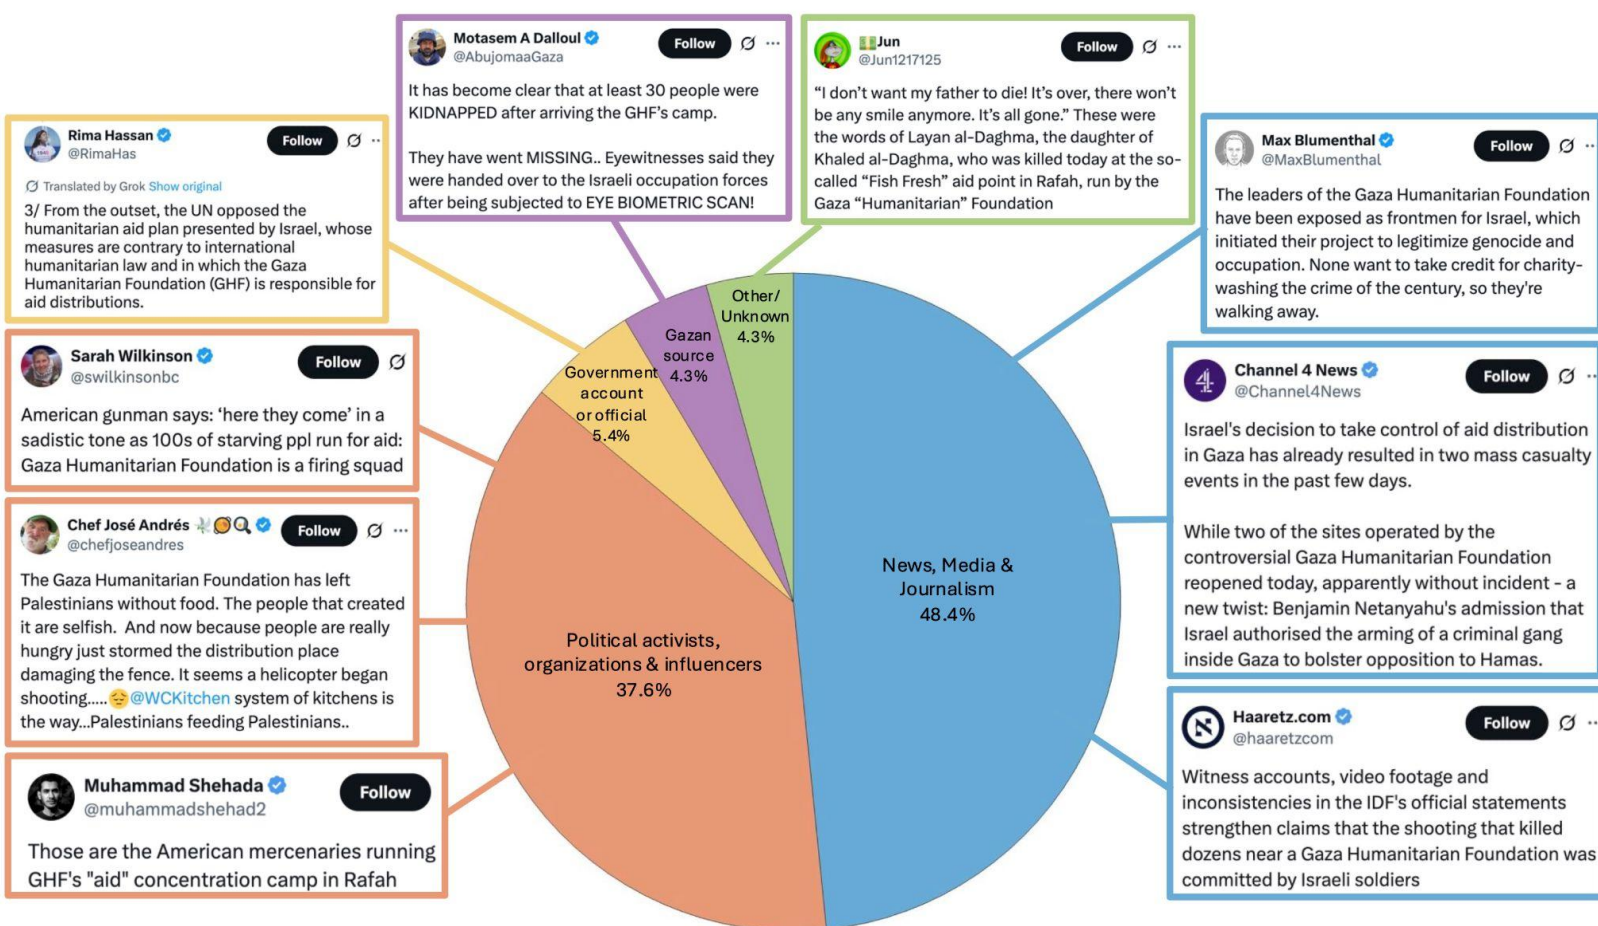 Motasem A Dalloul
@AbujomaaGaza
Follow
It has become clear that at least 30 people were
KIDNAPPED after arriving the GHF's camp.
They have went MISSING.. Eyewitnesses said they
were handed over to the Israeli occupation forces
after being subjected to EYE BIOMETRIC SCAN!
Jun
@Jun1217125
Follow
“I don’t want my father to die! It’s over, there won’t
be any smile anymore. It’s all gone.” These were
the words of Layan al-Daghma, the daughter of
Khaled al-Daghma, who was killed today at the so-
called “Fish Fresh” aid point in Rafah, run by the
Gaza “Humanitarian” Foundation
Rima Hassan
@RimaHas
Follow
Translated by Grok Show original
3/ From the outset, the UN opposed the
humanitarian aid plan presented by Israel, whose
measures are contrary to international
humanitarian law and in which the Gaza
Humanitarian Foundation (GHF) is responsible for
aid distributions.
Max Blumenthal
@MaxBlumenthal
Follow
The leaders of the Gaza Humanitarian Foundation
have been exposed as frontmen for Israel, which
initiated their project to legitimize genocide and
occupation. None want to take credit for charity-
washing the crime of the century, so they're
walking away.
Sarah Wilkinson
@swilkinsonbc
Follow
American gunman says: ‘here they come’ in a
sadistic tone as 100s of starving ppl run for aid:
Gaza Humanitarian Foundation is a firing squad
Channel 4 News
@Channel4News
Follow
Israel's decision to take control of aid distribution
in Gaza has already resulted in two mass casualty
events in the past few days.
While two of the sites operated by the
controversial Gaza Humanitarian Foundation
reopened today, apparently without incident - a
new twist: Benjamin Netanyahu's admission that
Israel authorised the arming of a criminal gang
inside Gaza to bolster opposition to Hamas.
Chef José Andrés
@chefjoseandres
Follow
The Gaza Humanitarian Foundation has left
Palestinians without food. The people that created
it are selfish. And now because people are really
hungry just stormed the distribution place
damaging the fence. It seems a helicopter began
shooting..... @WCKitchen system of kitchens is
the way...Palestinians feeding Palestinians..
Haaretz.com
@haaretzcom
Follow
Witness accounts, video footage and
inconsistencies in the IDF's official statements
strengthen claims that the shooting that killed
dozens near a Gaza Humanitarian Foundation was
committed by Israeli soldiers
Muhammad Shehada
@muhammadshehad2
Follow
Those are the American mercenaries running
GHF's "aid" concentration camp in Rafah
Other/
Unknown
4.3%
Gazan
source
4.3%
Government
account
or official
5.4%
News, Media &
Journalism
48.4%
Political activists,
organizations & influencers
37.6%